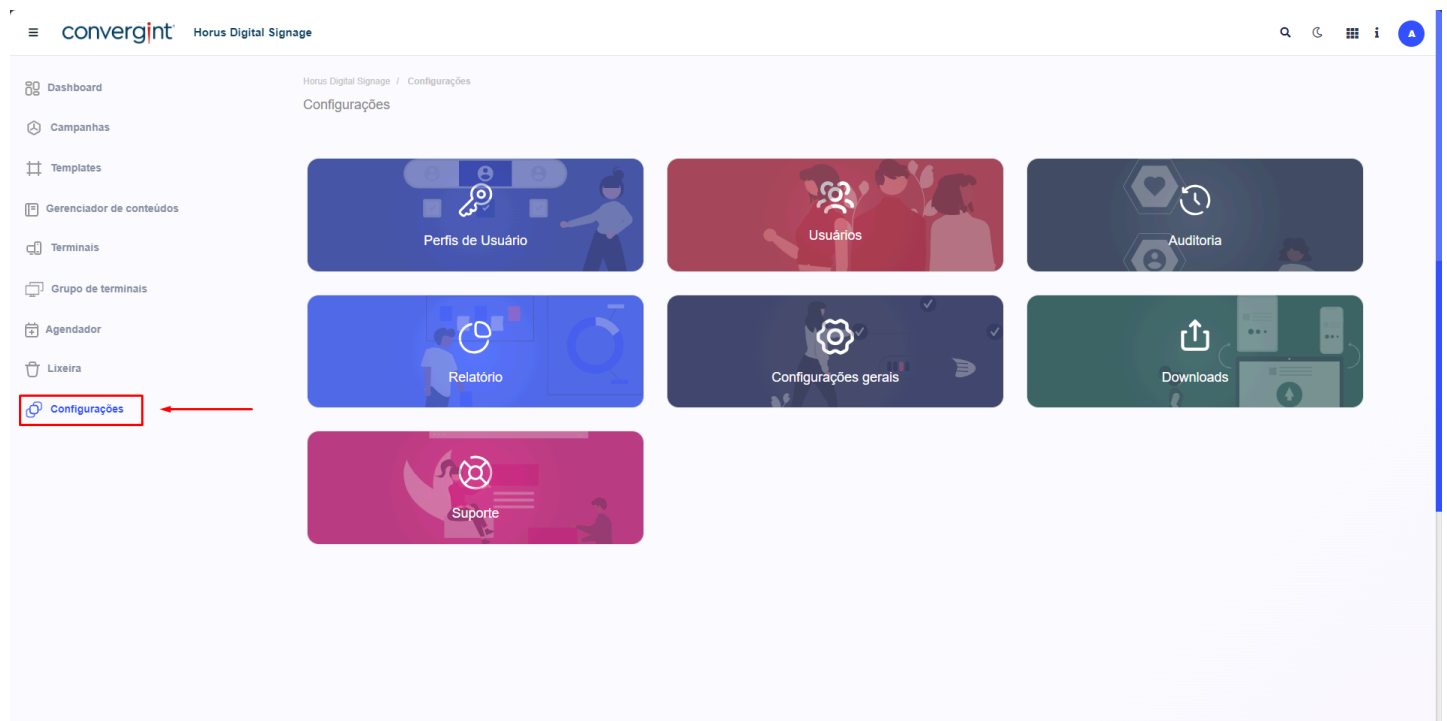 convergint Horus Digital Signage
A
Dashboard
Campanhas
Templates
Gerenciador de conteúdos
Terminais
Grupo de terminais
Agendador
Lixeira
Configurações
Horus Digital Signage / Configurações
Configurações
Perfis de Usuário
Usuários
Auditoria
Relatório
Configurações gerais
Downloads
Suporte